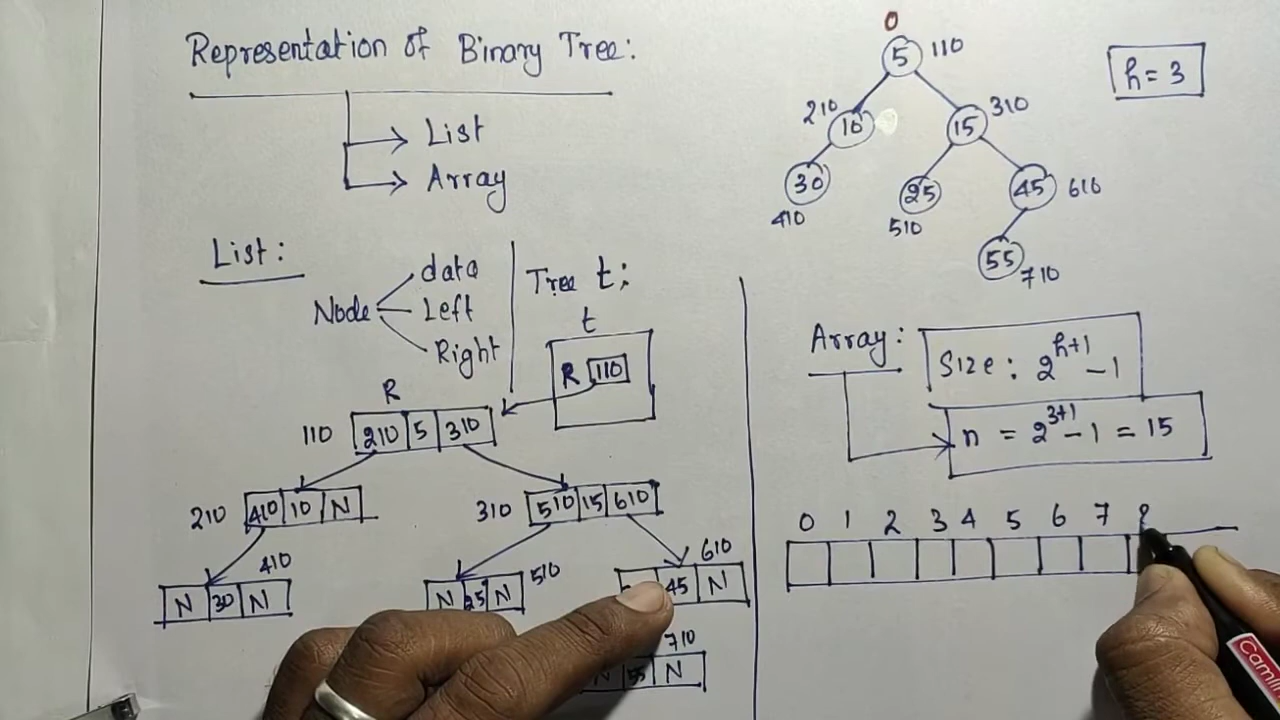 Representation of Binary Tree:
List
Array
List:
Node
data
Left
Right
Tree t;
t
R 110
R
110 210 5 310
210 410 10 N
310 510 15 610
410
N 30 N
510
N 25 N
610
45 N
710
55 N
0
5 110
210 10
15 310
30
410
25
510
45 610
55 710
h = 3
Array:
Size: 2^{h+1} - 1
n = 2^{3+1} - 1 = 15
0 1 2 3 4 5 6 7
Camlin